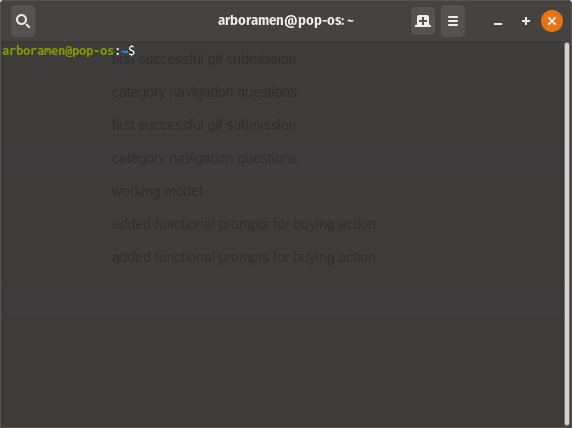 arboramen@pop-os: ~
arboramen@pop-os:~$
first successful gif submission
category navigation questions
first successful gif submission
category navigation questions
working model
added functional prompts for buying action
added functional prompts for buying action